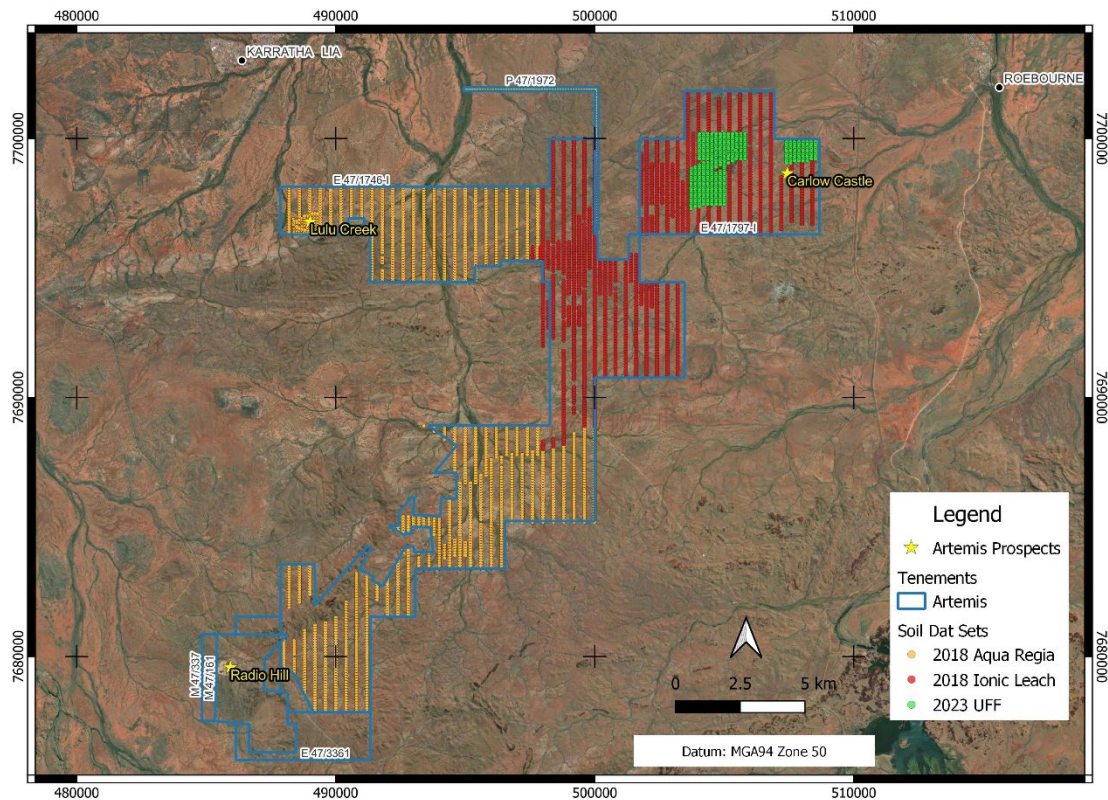 480000 490000 500000 510000
KARRATHA LIA
P 47/1972
ROEBOURNE
7700000 7700000
Carlow Castle
E 47/1746-I
Lulu Creek
E 47/1797-I
7690000 7690000
Legend
Artemis Prospects
Tenements
Artemis
Soil Dat Sets
2018 Aqua Regia
2018 Ionic Leach
2023 UFF
7680000 7680000
M 47/337
M 47/161
Radio Hill
0 2.5 5 km
E 47/3361
Datum: MGA94 Zone 50
480000 490000 500000 510000